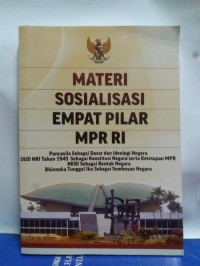 MATERI
SOSIALISASI
EMPAT PILAR
MPR RI
Pancasila Sebagai Dasar dan Ideologi Negara
UUD NRI Tahun 1945 Sebagai Konstitusi Negara serta Ketetapan MPR
NKRI Sebagai Bentuk Negara
Bhinneka Tunggal Ika Sebagai Semboyan Negara